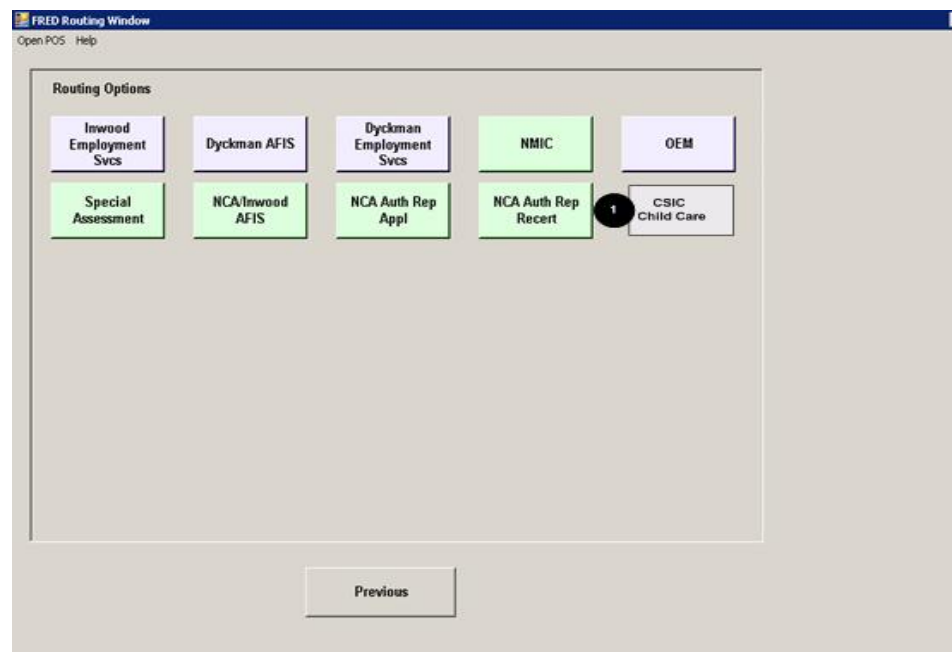 FRED Routing Window
Open POS Help
Routing Options
Inwood
Employment
Svcs
Dyckman AFIS
Dyckman
Employment
Svcs
NMIC
OEM
Special
Assessment
NCA/Inwood
AFIS
NCA Auth Rep
Appl
NCA Auth Rep
Recert
1
CSIC
Child Care
Previous